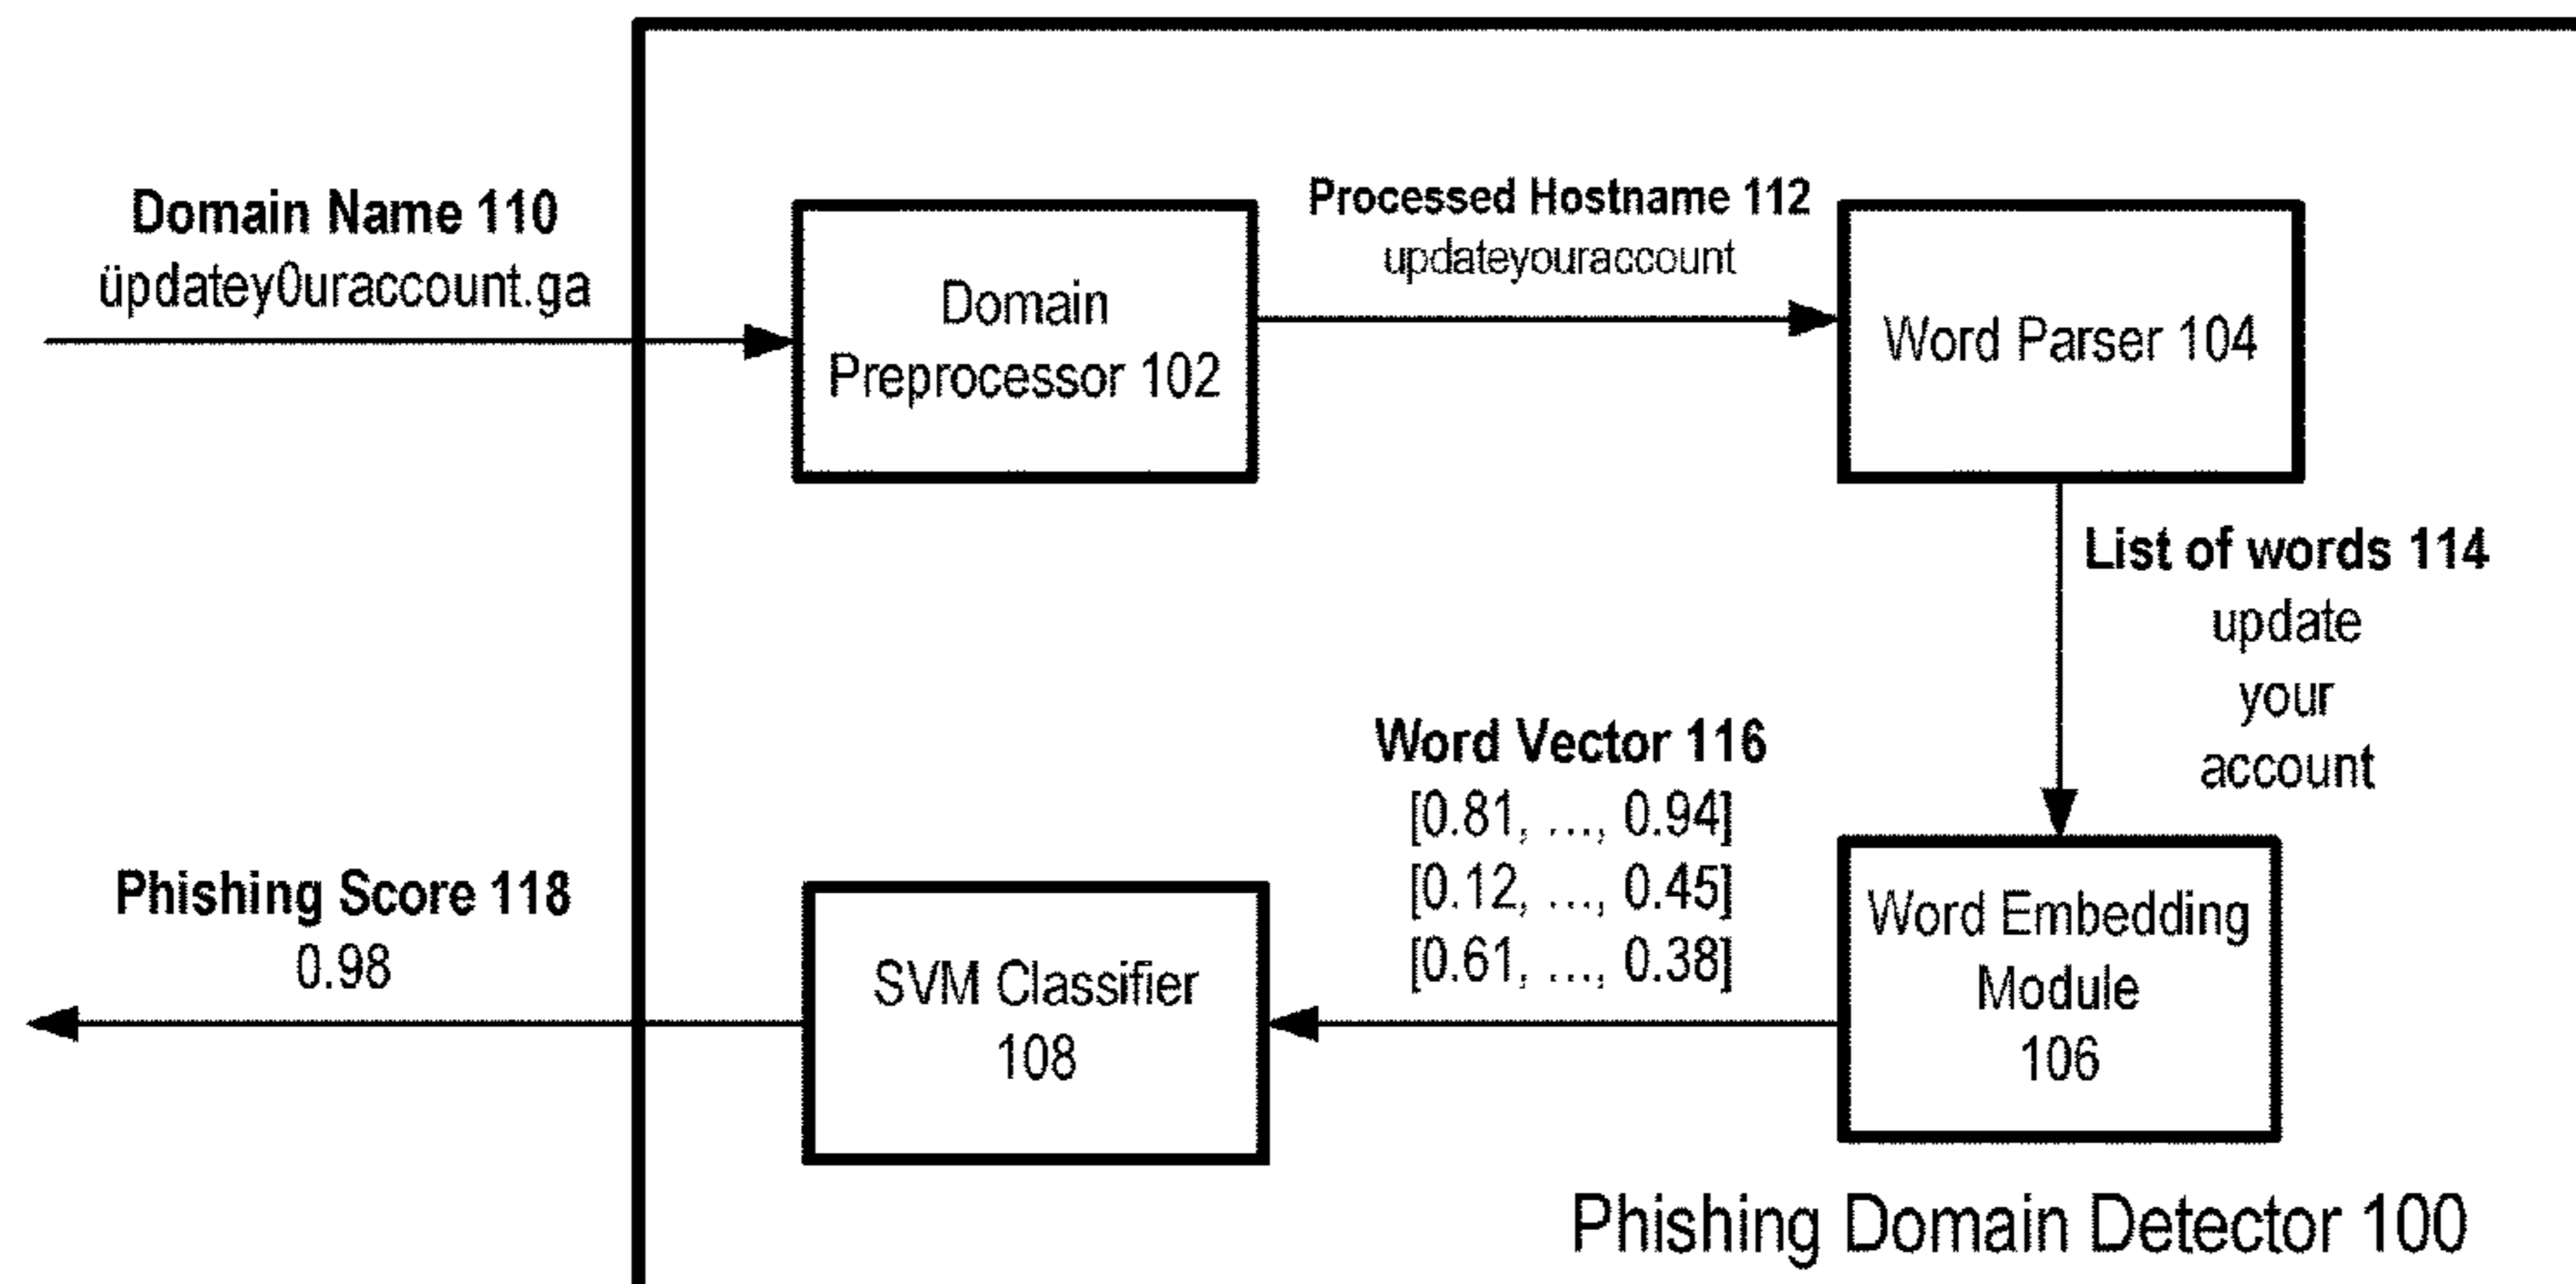 Domain Name 110
üpdatey0uraccount.ga
Domain
Preprocessor 102
Processed Hostname 112
updateyouraccount
Word Parser 104
List of words 114
update
your
account
Word Embedding
Module
106
Word Vector 116
[0.81, ..., 0.94]
[0.12, ..., 0.45]
[0.61, ..., 0.38]
SVM Classifier
108
Phishing Score 118
0.98
Phishing Domain Detector 100